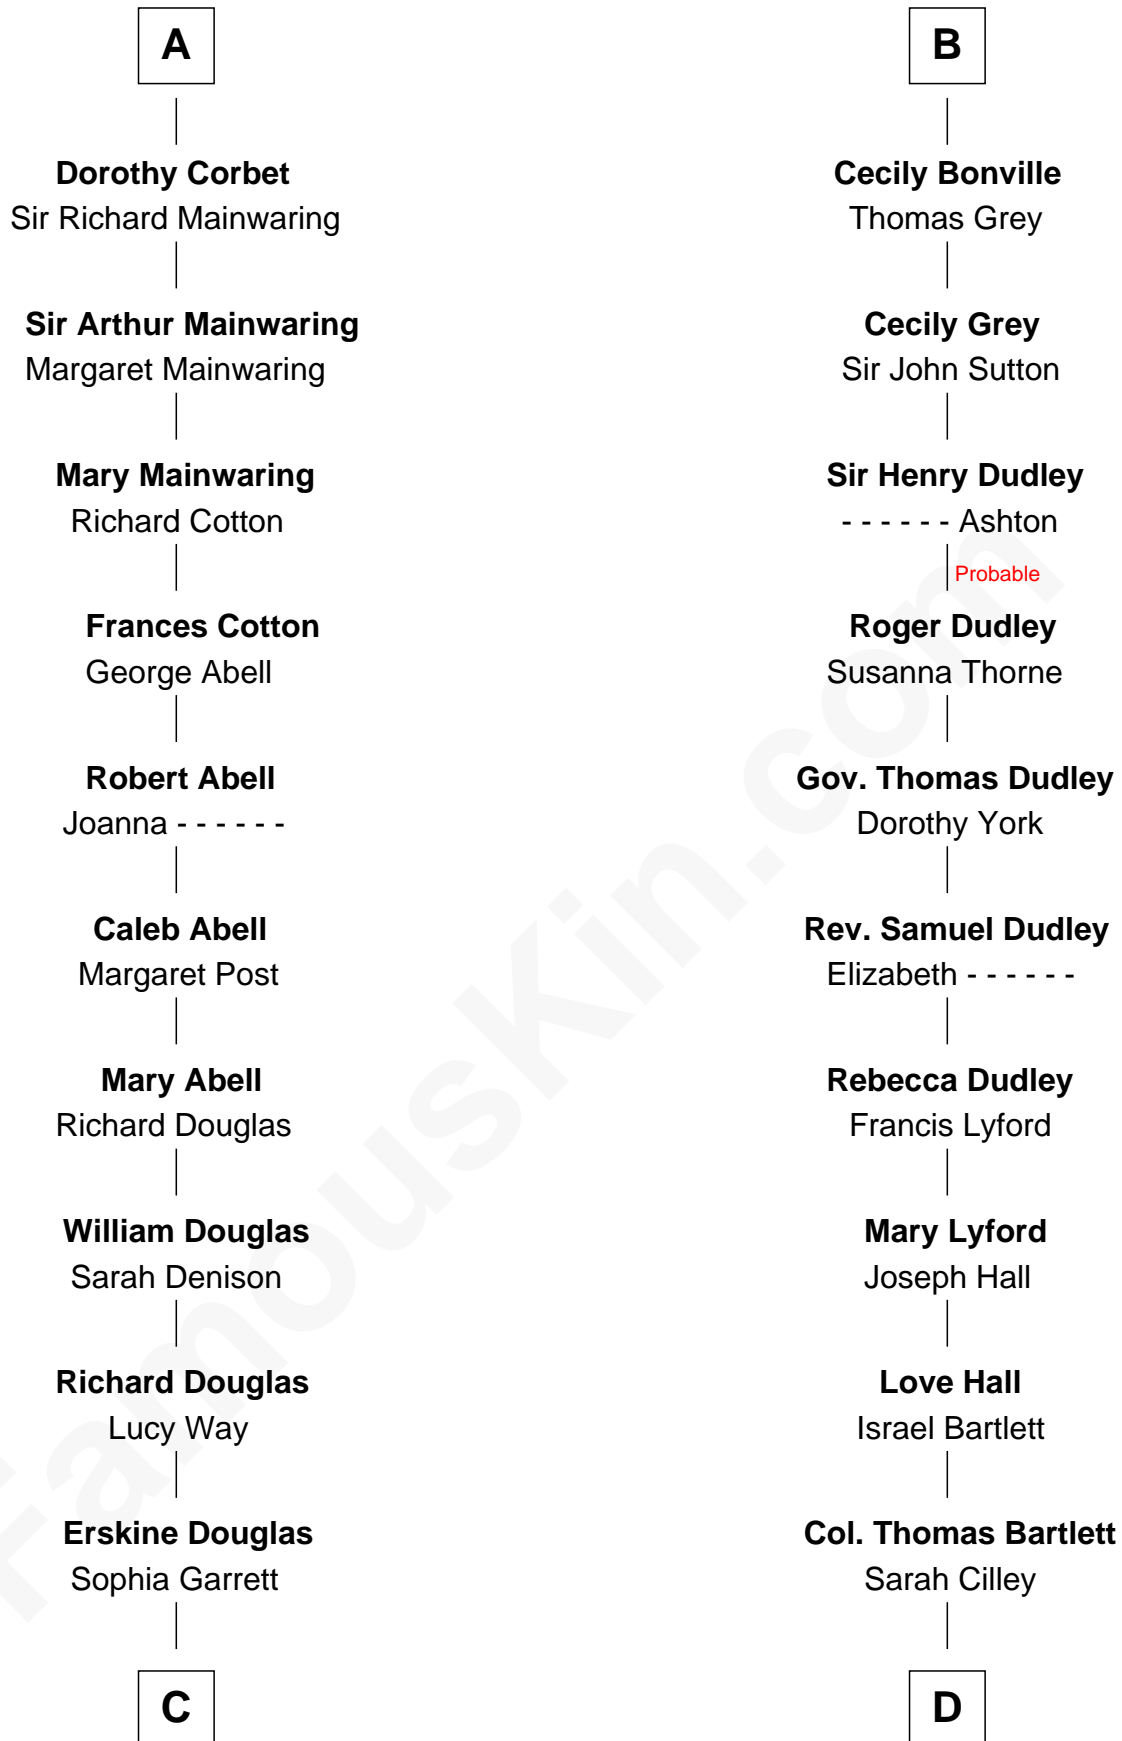 A
Dorothy Corbet
Sir Richard Mainwaring
Sir Arthur Mainwaring
Margaret Mainwaring
Mary Mainwaring
Richard Cotton
Frances Cotton
George Abell
Robert Abell
Joanna - - - - - -
Caleb Abell
Margaret Post
Mary Abell
Richard Douglas
William Douglas
Sarah Denison
Richard Douglas
Lucy Way
Erskine Douglas
Sophia Garrett
C
B
Cecily Bonville
Thomas Grey
Cecily Grey
Sir John Sutton
Sir Henry Dudley
- - - - - - Ashton
Probable
Roger Dudley
Susanna Thorne
Gov. Thomas Dudley
Dorothy York
Rev. Samuel Dudley
Elizabeth - - - - - -
Rebecca Dudley
Francis Lyford
Mary Lyford
Joseph Hall
Love Hall
Israel Bartlett
Col. Thomas Bartlett
Sarah Cilley
D
FamousKin.com